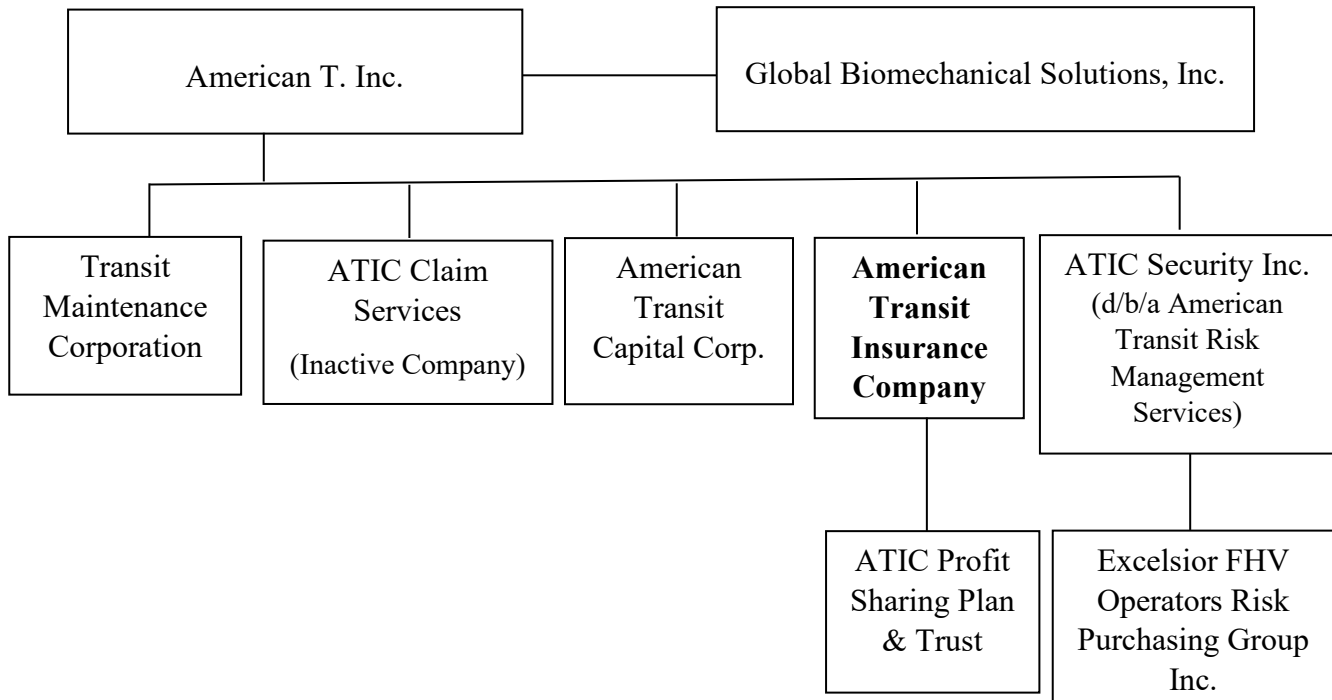 American T. Inc.
Global Biomechanical Solutions, Inc.
Transit
Maintenance
Corporation
ATIC Claim
Services
(Inactive Company)
American
Transit
Capital Corp.
American
Transit
Insurance
Company
ATIC Security Inc.
(d/b/a American
Transit Risk
Management
Services)
ATIC Profit
Sharing Plan
& Trust
Excelsior FHV
Operators Risk
Purchasing Group
Inc.